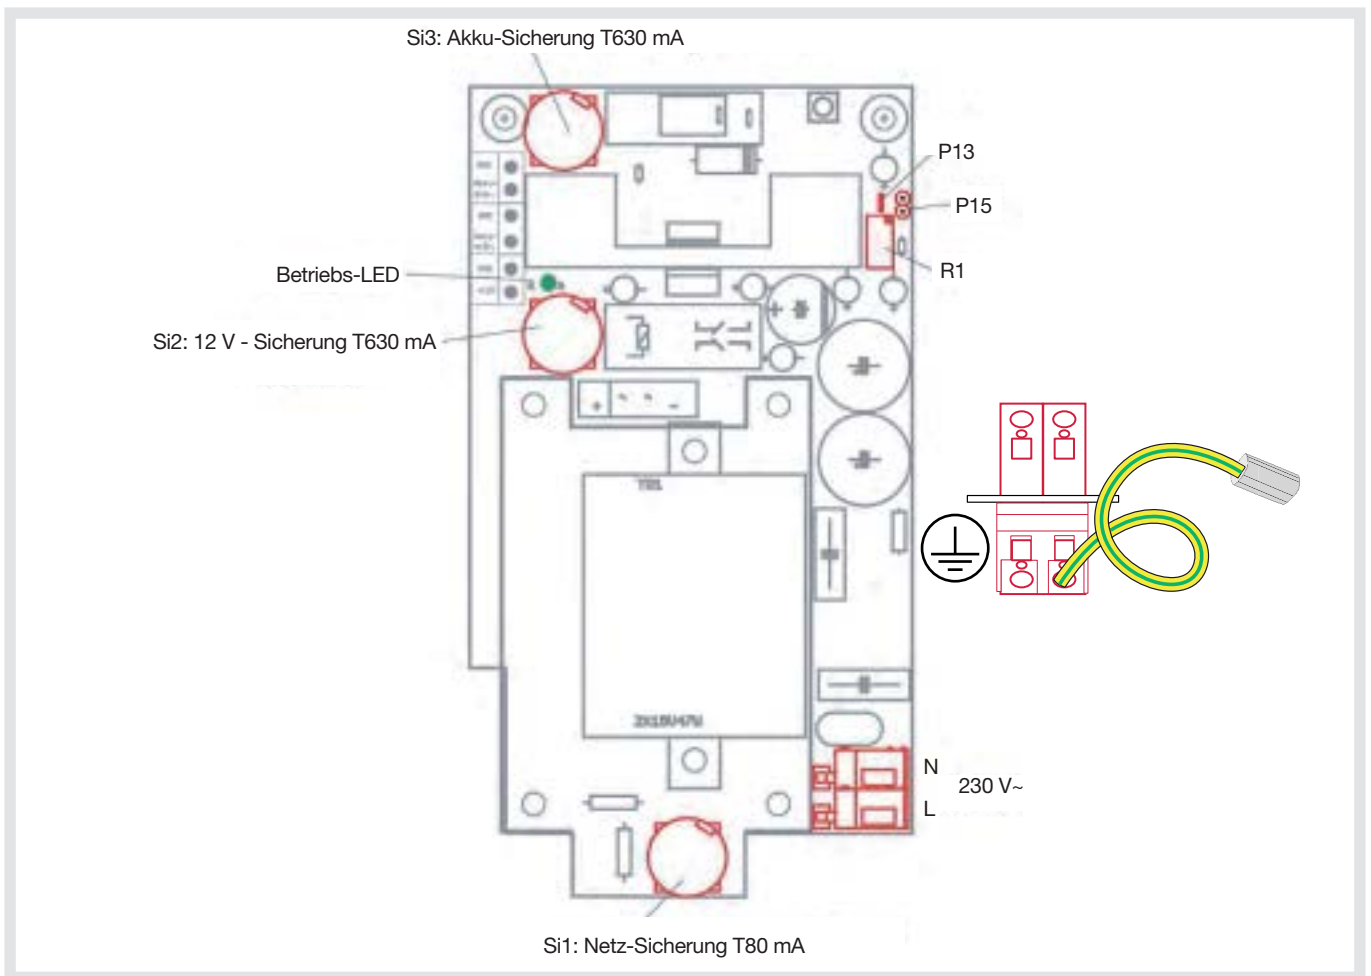 Si3: Akku-Sicherung T630 mA
P13
P15
R1
Betriebs-LED
Si2: 12 V - Sicherung T630 mA
+ -
TR1
N
230 V~
L
Si1: Netz-Sicherung T80 mA